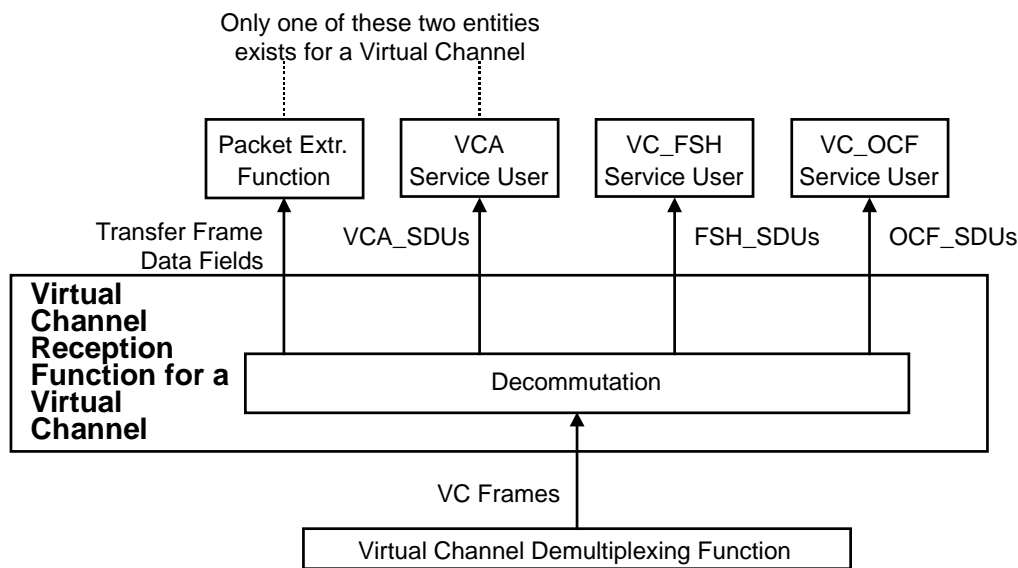 Only one of these two entities
exists for a Virtual Channel
Packet Extr.
Function
VCA
Service User
VC_FSH
Service User
VC_OCF
Service User
Transfer Frame
Data Fields
VCA_SDUs
FSH_SDUs
OCF_SDUs
Virtual
Channel
Reception
Function for a
Virtual
Channel
Decommutation
VC Frames
Virtual Channel Demultiplexing Function